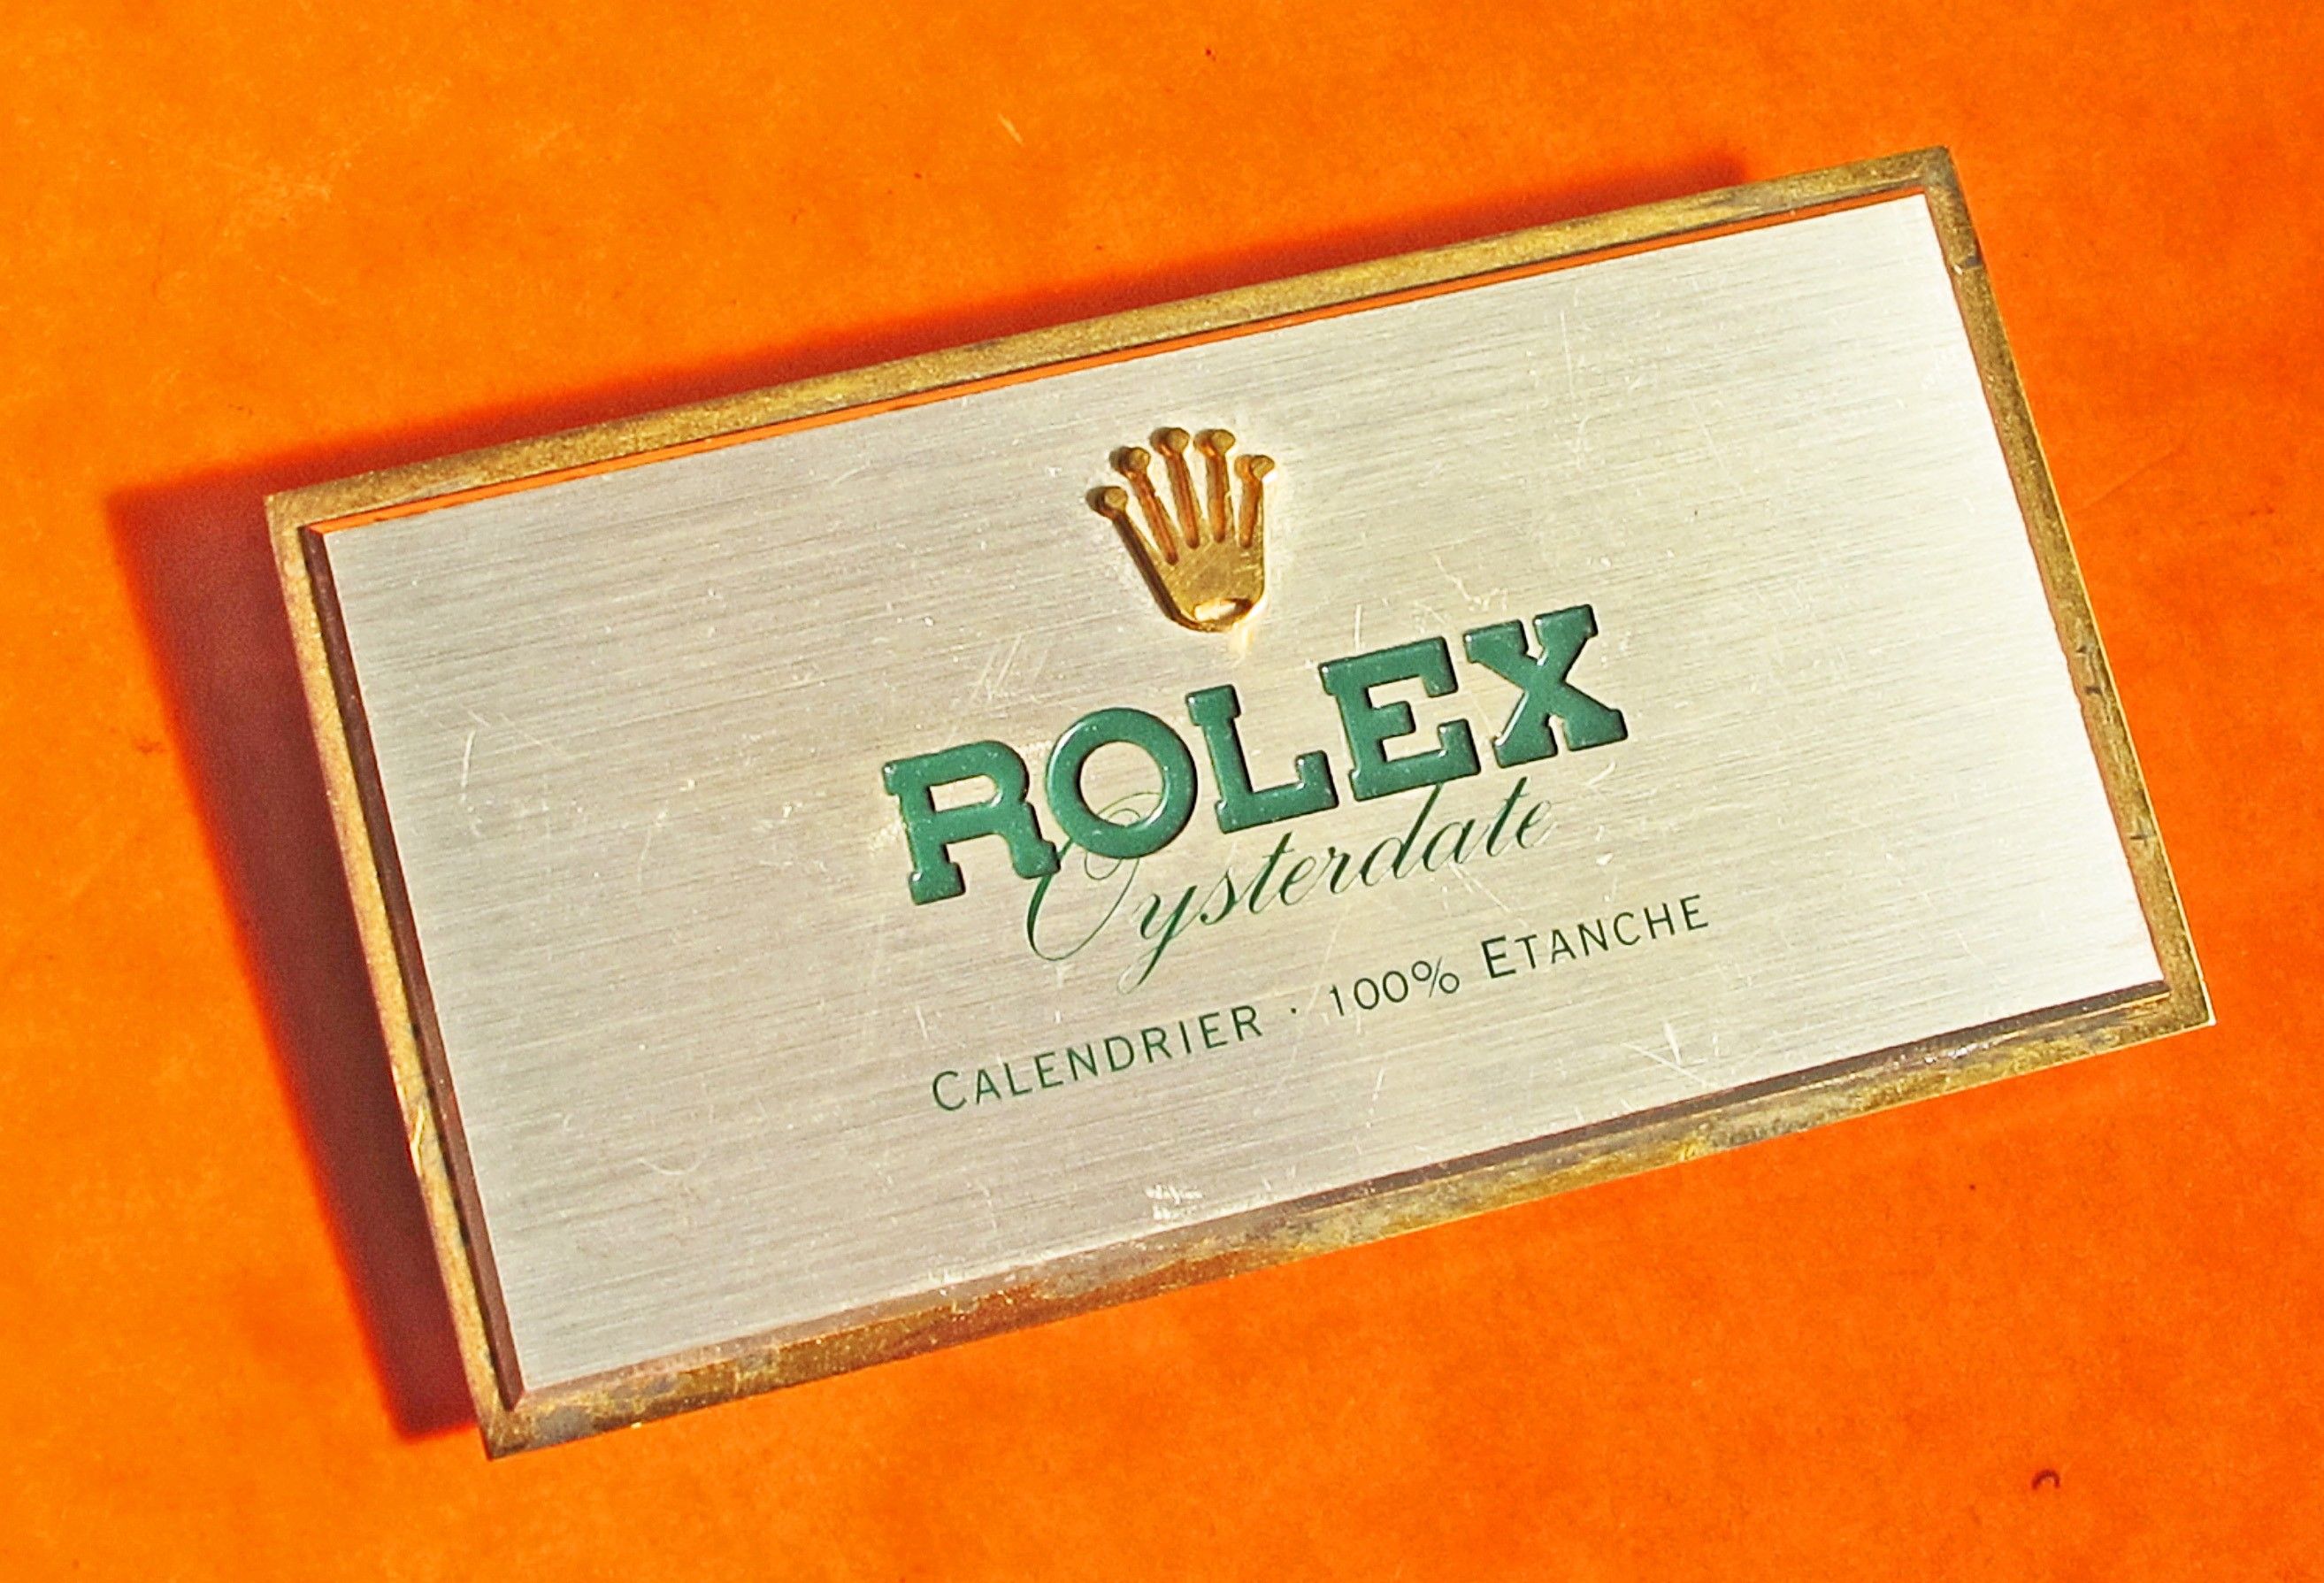 ROLEX
Oysterdate
CALENDRIER · 100% ETANCHE